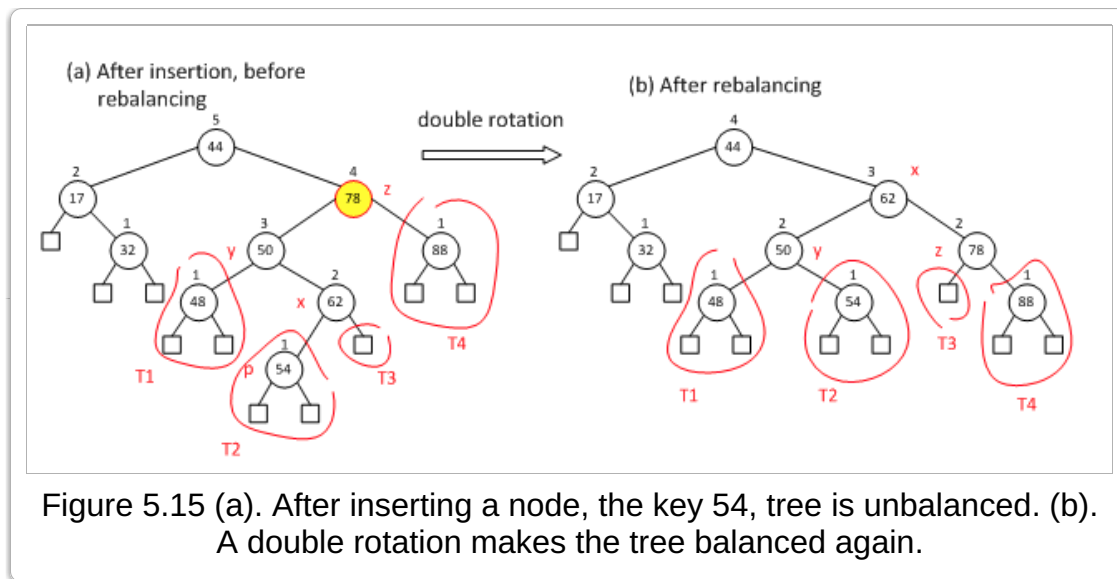 (a) After insertion, before
rebalancing
double rotation
(b) After rebalancing
5
44
2
17
4
78 z
1
32
3
50
y
1
88
1
48
2
62
x
1
54
p
T1
T2
T3
T4
4
44
2
17
3
62
x
1
32
2
50
y
2
78
z
1
48
1
54
1
88
T1
T2
T3
T4
Figure 5.15 (a). After inserting a node, the key 54, tree is unbalanced. (b).
A double rotation makes the tree balanced again.